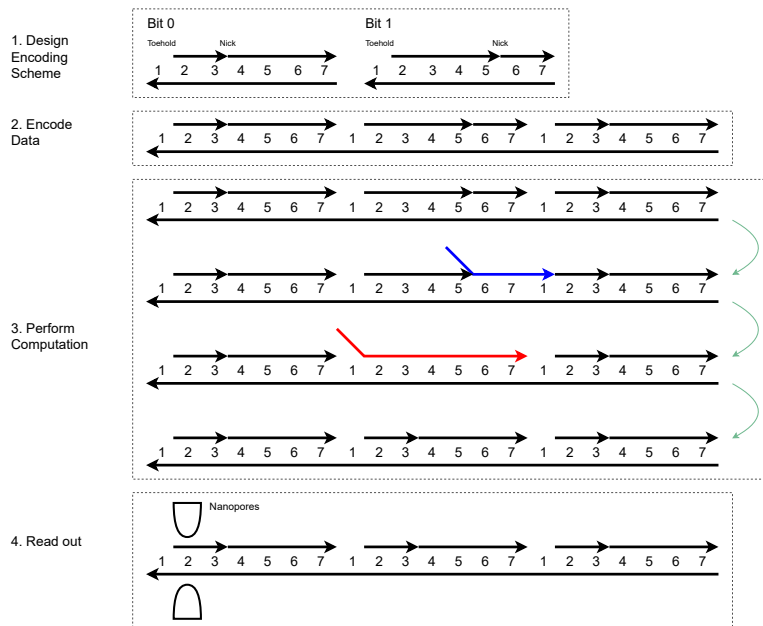 Bit 0
Bit 1
1. Design
Encoding
Scheme
Toehold
Nick
Toehold
Nick
1 2 3 4 5 6 7
1 2 3 4 5 6 7
2. Encode
Data
1 2 3 4 5 6 7 1 2 3 4 5 6 7 1 2 3 4 5 6 7
1 2 3 4 5 6 7 1 2 3 4 5 6 7 1 2 3 4 5 6 7
1 2 3 4 5 6 7 1 2 3 4 5 6 7 1 2 3 4 5 6 7
3. Perform
Computation
1 2 3 4 5 6 7 1 2 3 4 5 6 7 1 2 3 4 5 6 7
1 2 3 4 5 6 7 1 2 3 4 5 6 7 1 2 3 4 5 6 7
Nanopores
4. Read out
1 2 3 4 5 6 7 1 2 3 4 5 6 7 1 2 3 4 5 6 7